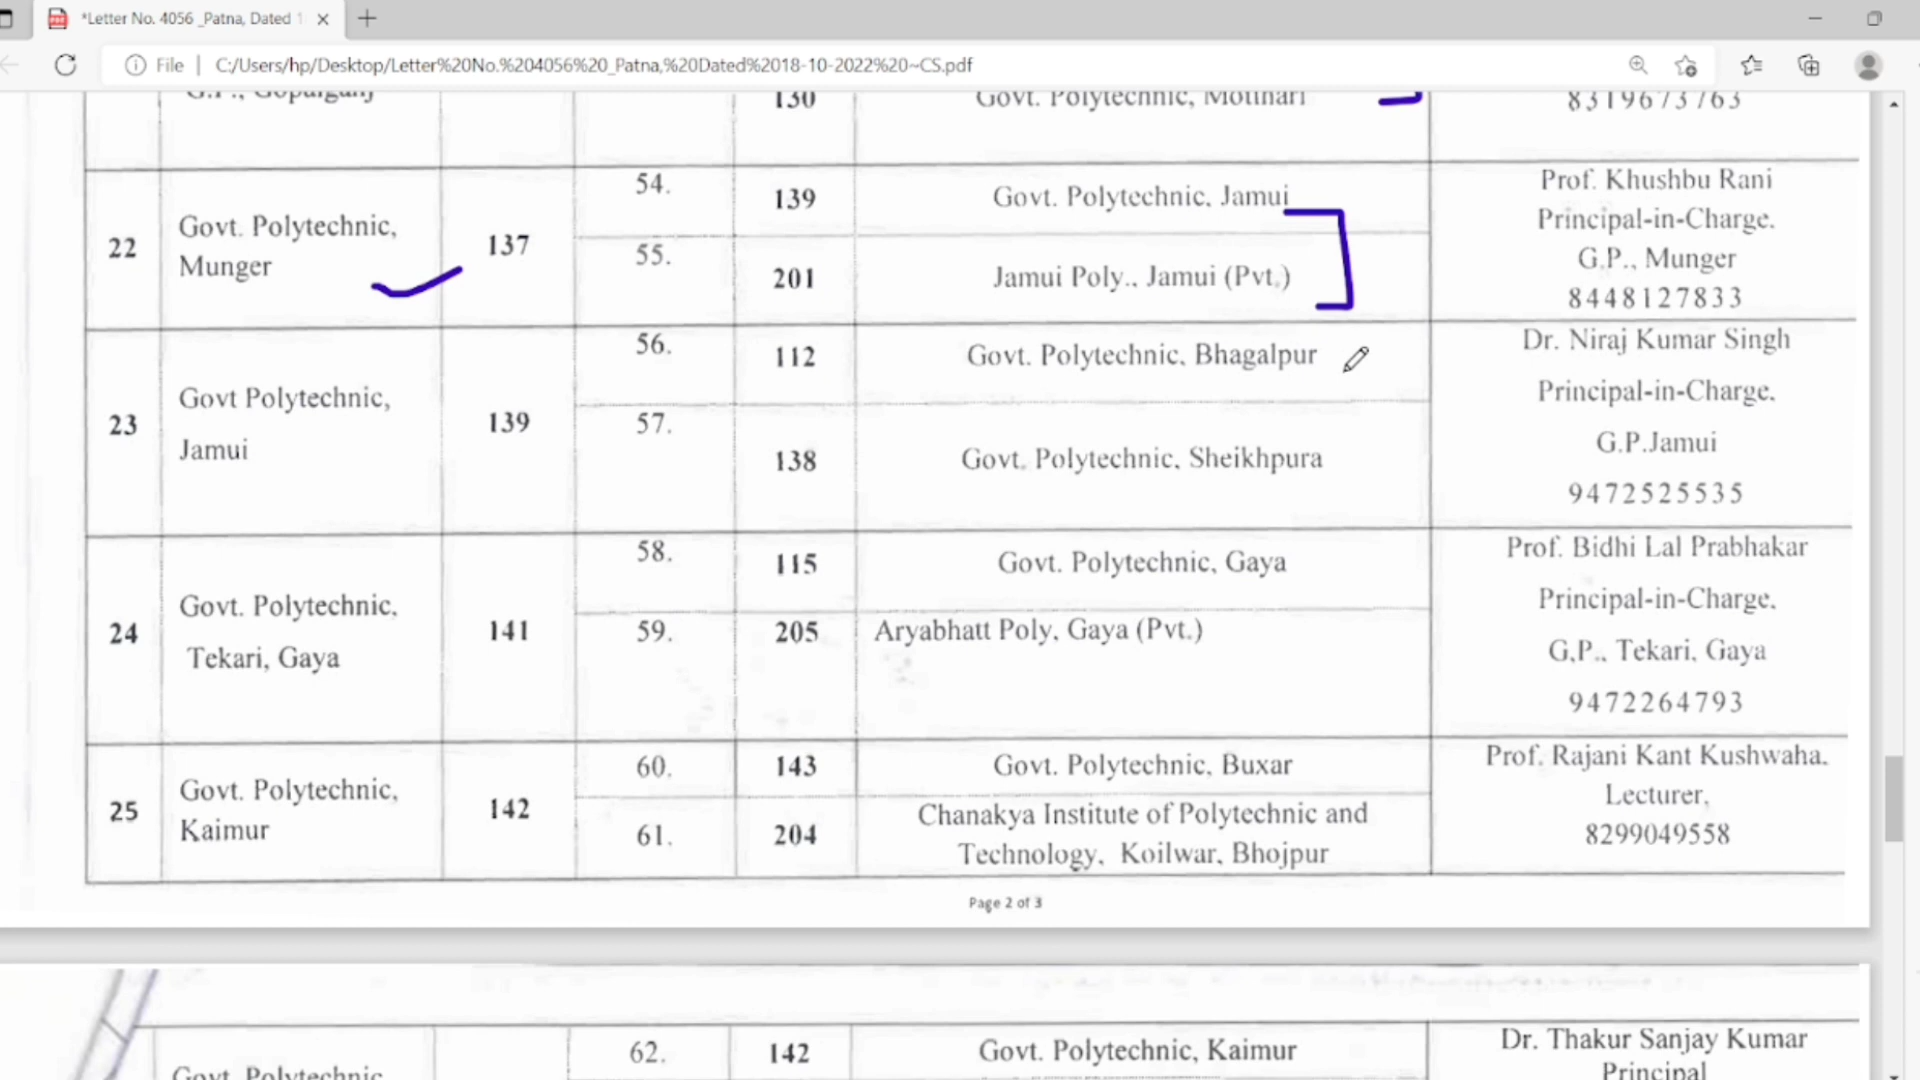 *Letter No. 4056 _Patna, Dated 1
File | C:/Users/hp/Desktop/Letter%20No.%204056%20_Patna,%20Dated%2018-10-2022%20~CS.pdf
G.P., Gopalganj 130 Govt. Polytechnic, Motihari 8319673763
22 Govt. Polytechnic, Munger 137
54. 139 Govt. Polytechnic, Jamui
55. 201 Jamui Poly., Jamui (Pvt.)
Prof. Khushbu Rani
Principal-in-Charge.
G.P., Munger
8448127833
23 Govt Polytechnic, Jamui 139
56. 112 Govt. Polytechnic, Bhagalpur
57. 138 Govt. Polytechnic, Sheikhpura
Dr. Niraj Kumar Singh
Principal-in-Charge.
G.P.Jamui
9472525535
24 Govt. Polytechnic, Tekari, Gaya 141
58. 115 Govt. Polytechnic, Gaya
59. 205 Aryabhatt Poly, Gaya (Pvt.)
Prof. Bidhi Lal Prabhakar
Principal-in-Charge.
G.P., Tekari, Gaya
9472264793
25 Govt. Polytechnic, Kaimur 142
60. 143 Govt. Polytechnic, Buxar
61. 204 Chanakya Institute of Polytechnic and
Technology, Koilwar, Bhojpur
Prof. Rajani Kant Kushwaha.
Lecturer,
8299049558
Page 2 of 3
Govt. Polytechnic
62. 142 Govt. Polytechnic, Kaimur
Dr. Thakur Sanjay Kumar
Principal